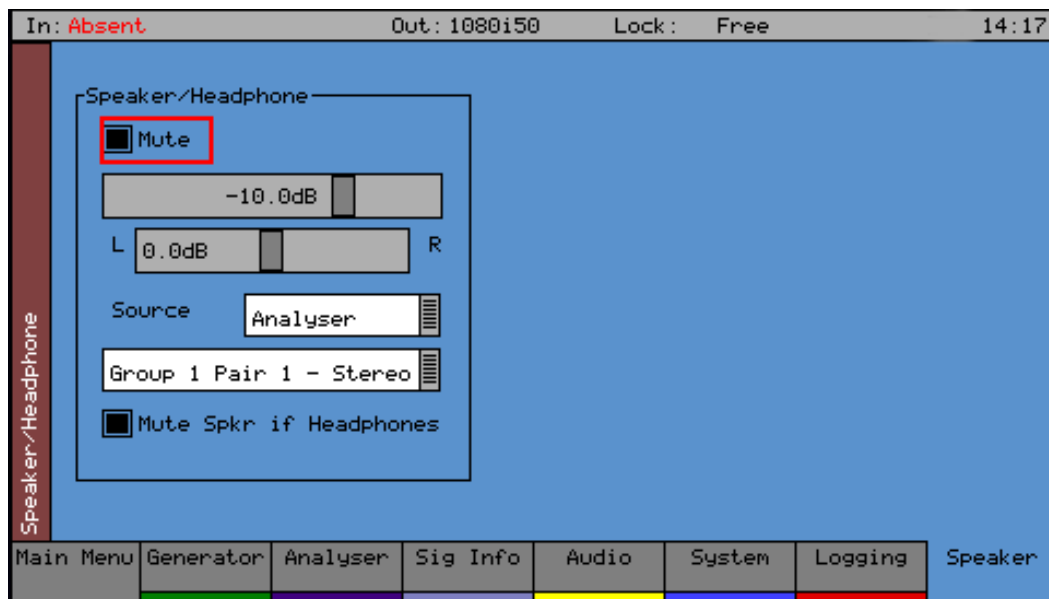 In: Absent Out: 1080i50 Lock: Free 14:17
Speaker/Headphone
Mute
-10.0dB
L 0.0dB R
Source Analyser
Group 1 Pair 1 - Stereo
Mute Spkr if Headphones
Speaker/Headphone
Main Menu Generator Analyser Sig Info Audio System Logging Speaker